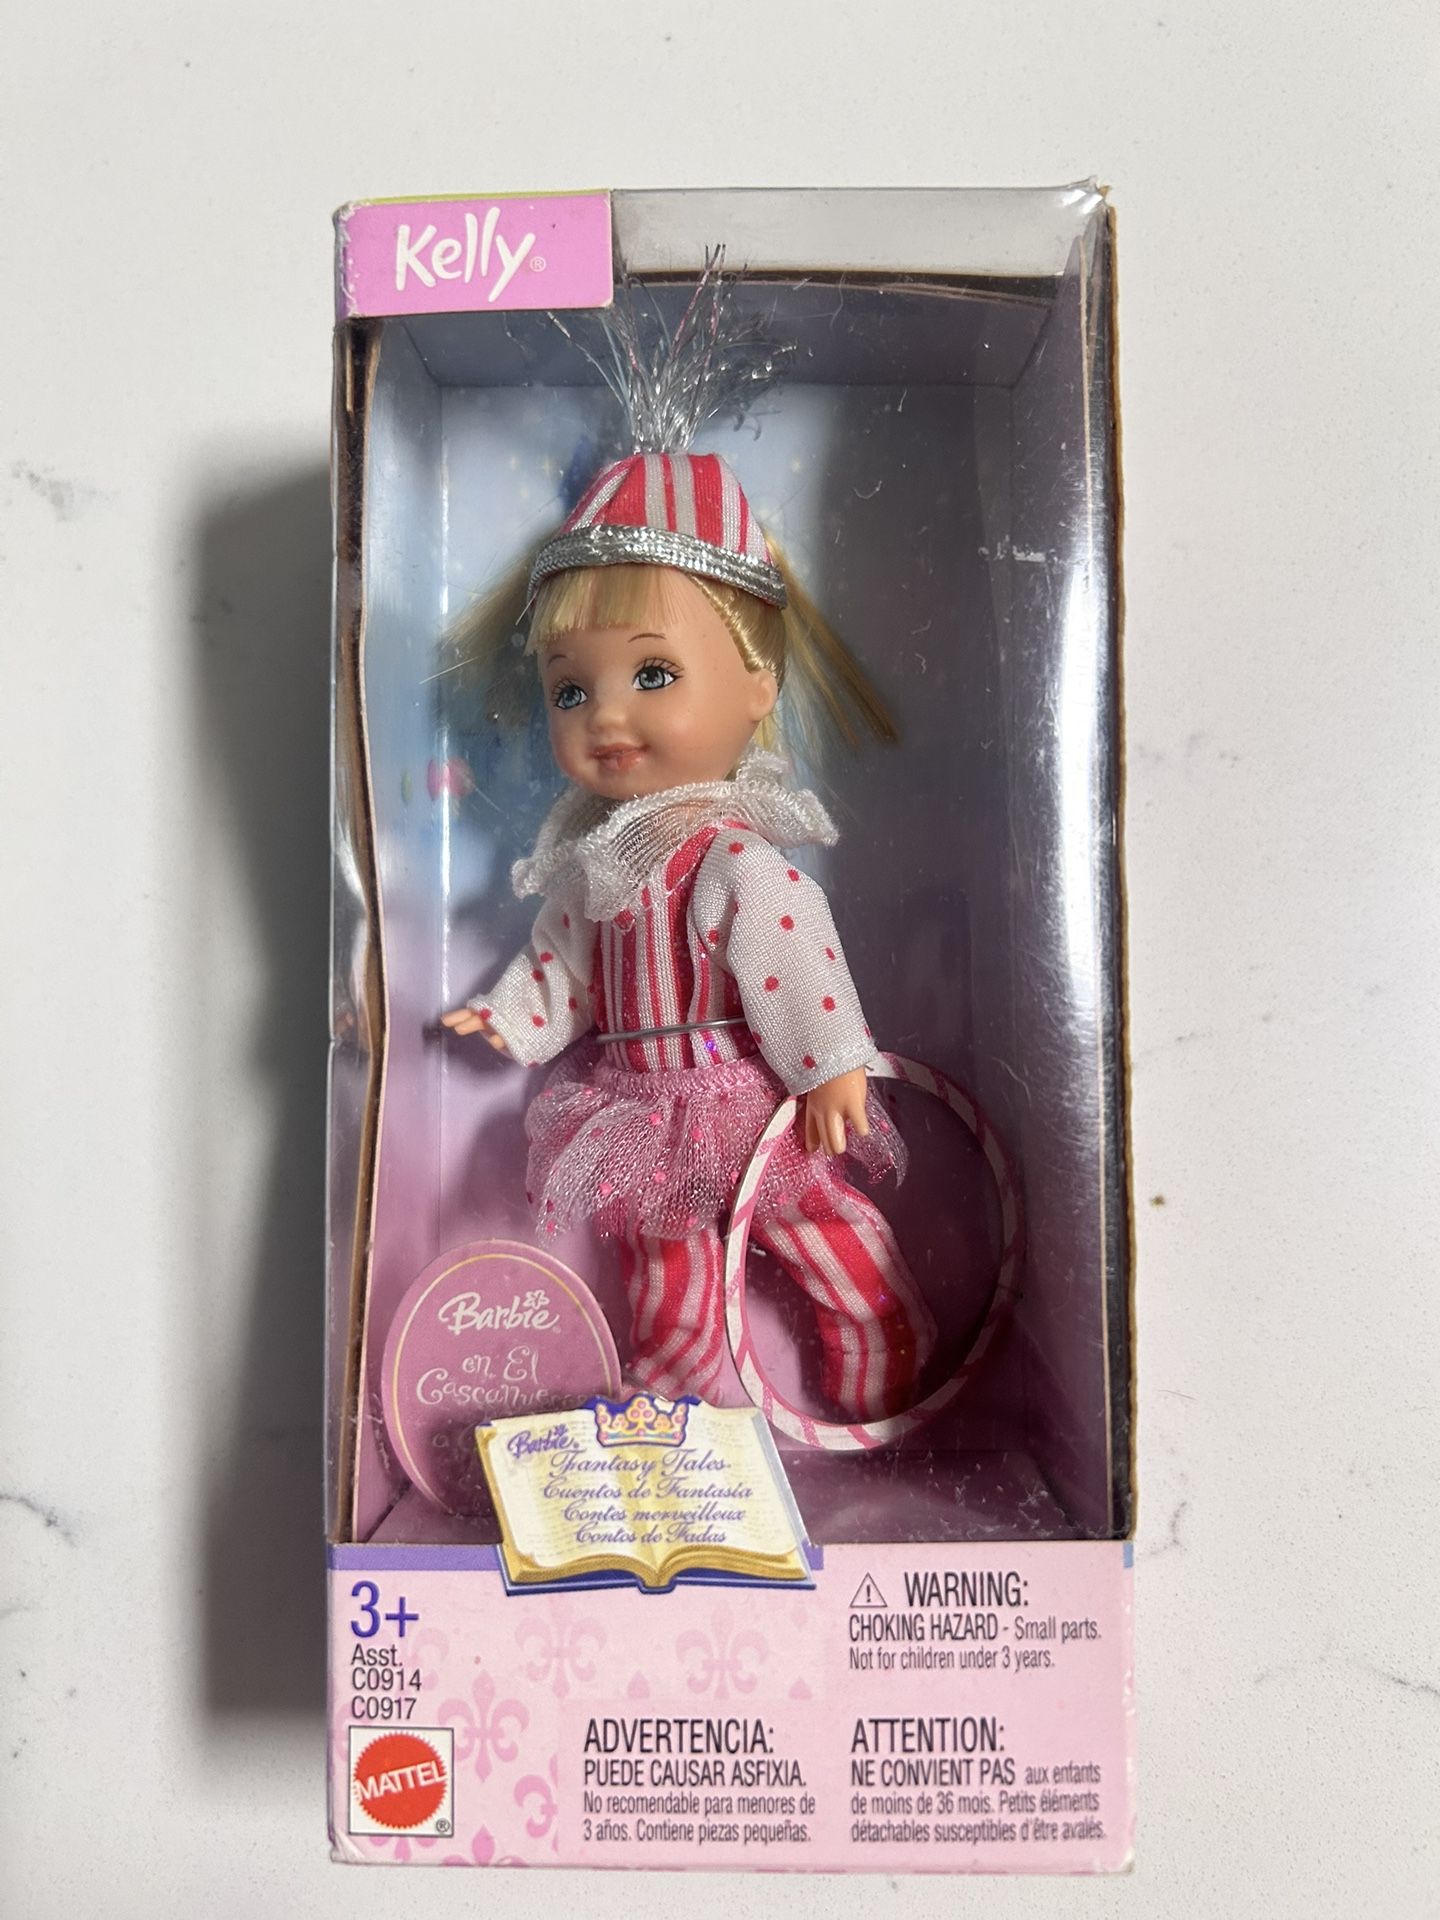 Kelly®
Barbie®
en El
Cascanueces
Barbie®
Fantasy Tales
Cuentos de Fantasía
Contes merveilleux
Contos de Fadas
3+
Asst.
C0914
C0917
MATTEL®
WARNING:
CHOKING HAZARD - Small parts.
Not for children under 3 years.
ADVERTENCIA:
PUEDE CAUSAR ASFIXIA.
No recomendable para menores de
3 años. Contiene piezas pequeñas.
ATTENTION:
NE CONVIENT PAS aux enfants
de moins de 36 mois. Petits éléments
détachables susceptibles d'être avalés.